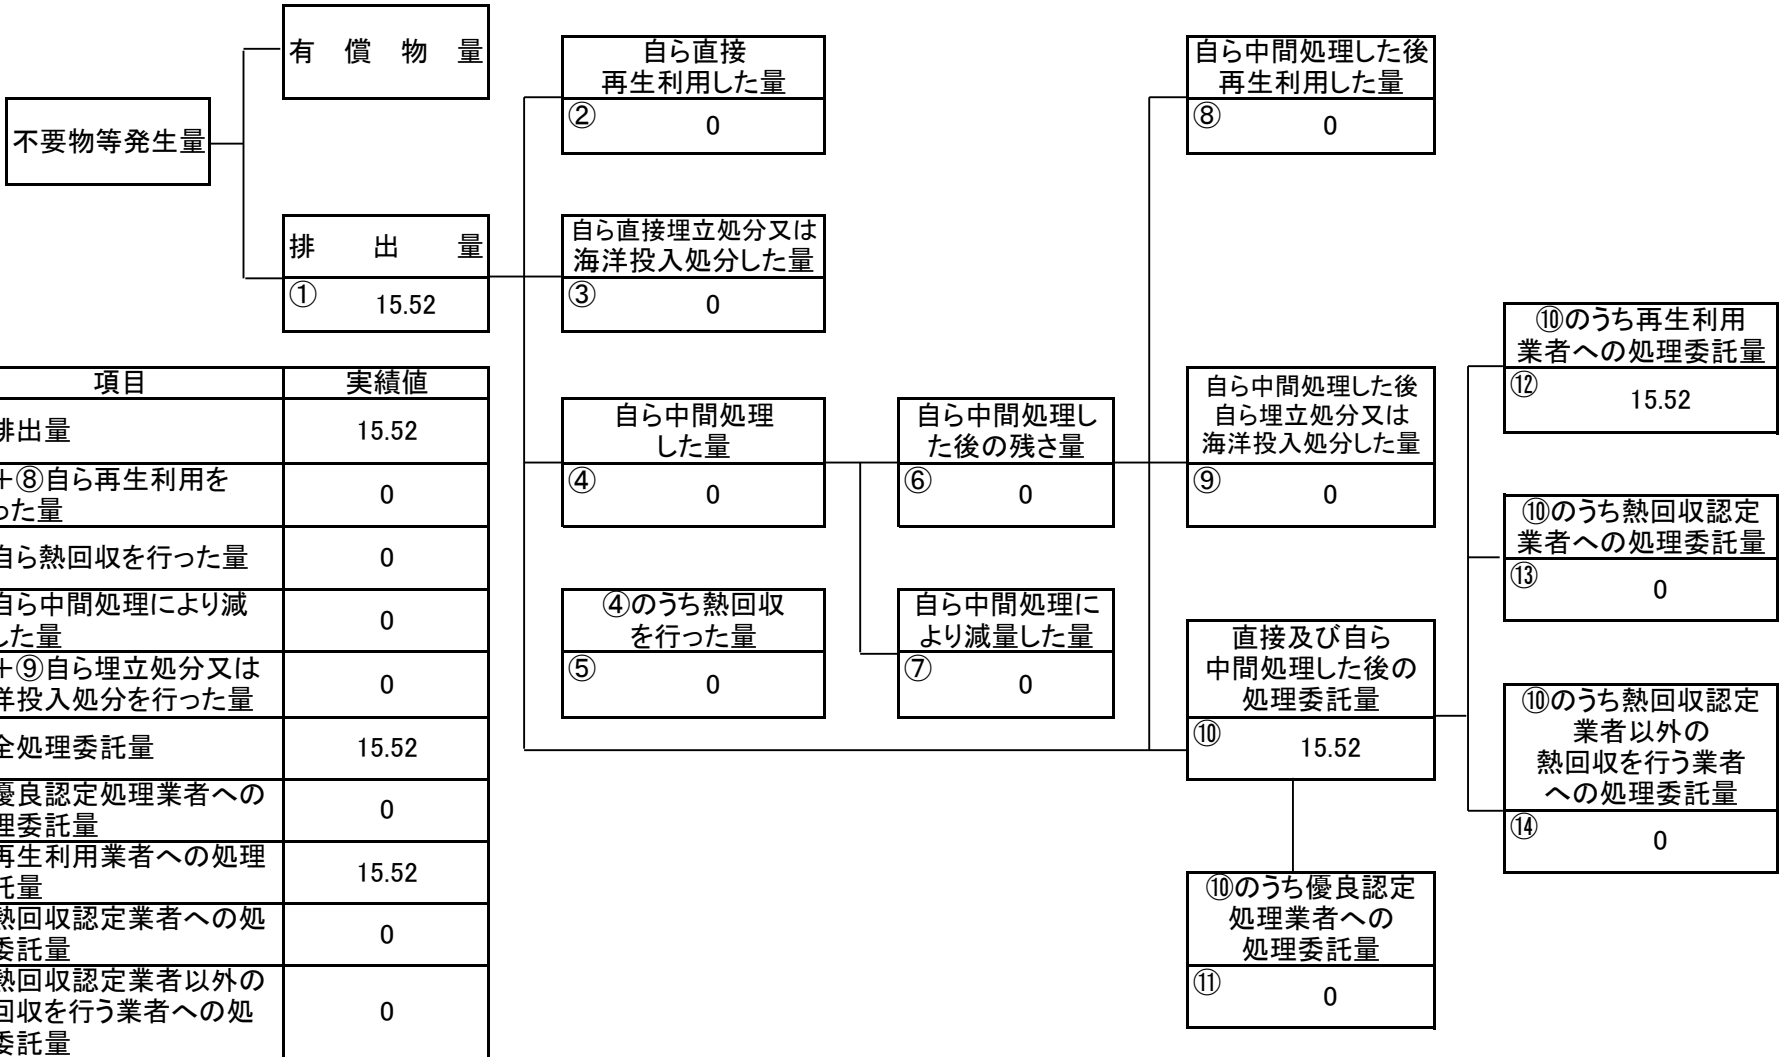 有 償 物 量
不要物等発生量
排 出 量
① 15.52
自ら直接
再生利用した量
② 0
自ら直接埋立処分又は
海洋投入処分した量
③ 0
自ら中間処理
した量
④ 0
④のうち熱回収
を行った量
⑤ 0
自ら中間処理し
た後の残さ量
⑥ 0
自ら中間処理に
より減量した量
⑦ 0
自ら中間処理した後
再生利用した量
⑧ 0
自ら中間処理した後
自ら埋立処分又は
海洋投入処分した量
⑨ 0
直接及び自ら
中間処理した後の
処理委託量
⑩ 15.52
⑩のうち優良認定
処理業者への
処理委託量
⑪ 0
⑩のうち再生利用
業者への処理委託量
⑫ 15.52
⑩のうち熱回収認定
業者への処理委託量
⑬ 0
⑩のうち熱回収認定
業者以外の
熱回収を行う業者
への処理委託量
⑭ 0
項目 実績値
排出量 15.52
+⑧自ら再生利用を
った量 0
自ら熱回収を行った量 0
自ら中間処理により減
した量 0
+⑨自ら埋立処分又は
洋投入処分を行った量 0
全処理委託量 15.52
優良認定処理業者への
理委託量 0
再生利用業者への処理
託量 15.52
熱回収認定業者への処
委託量 0
熱回収認定業者以外の
回収を行う業者への処
委託量 0